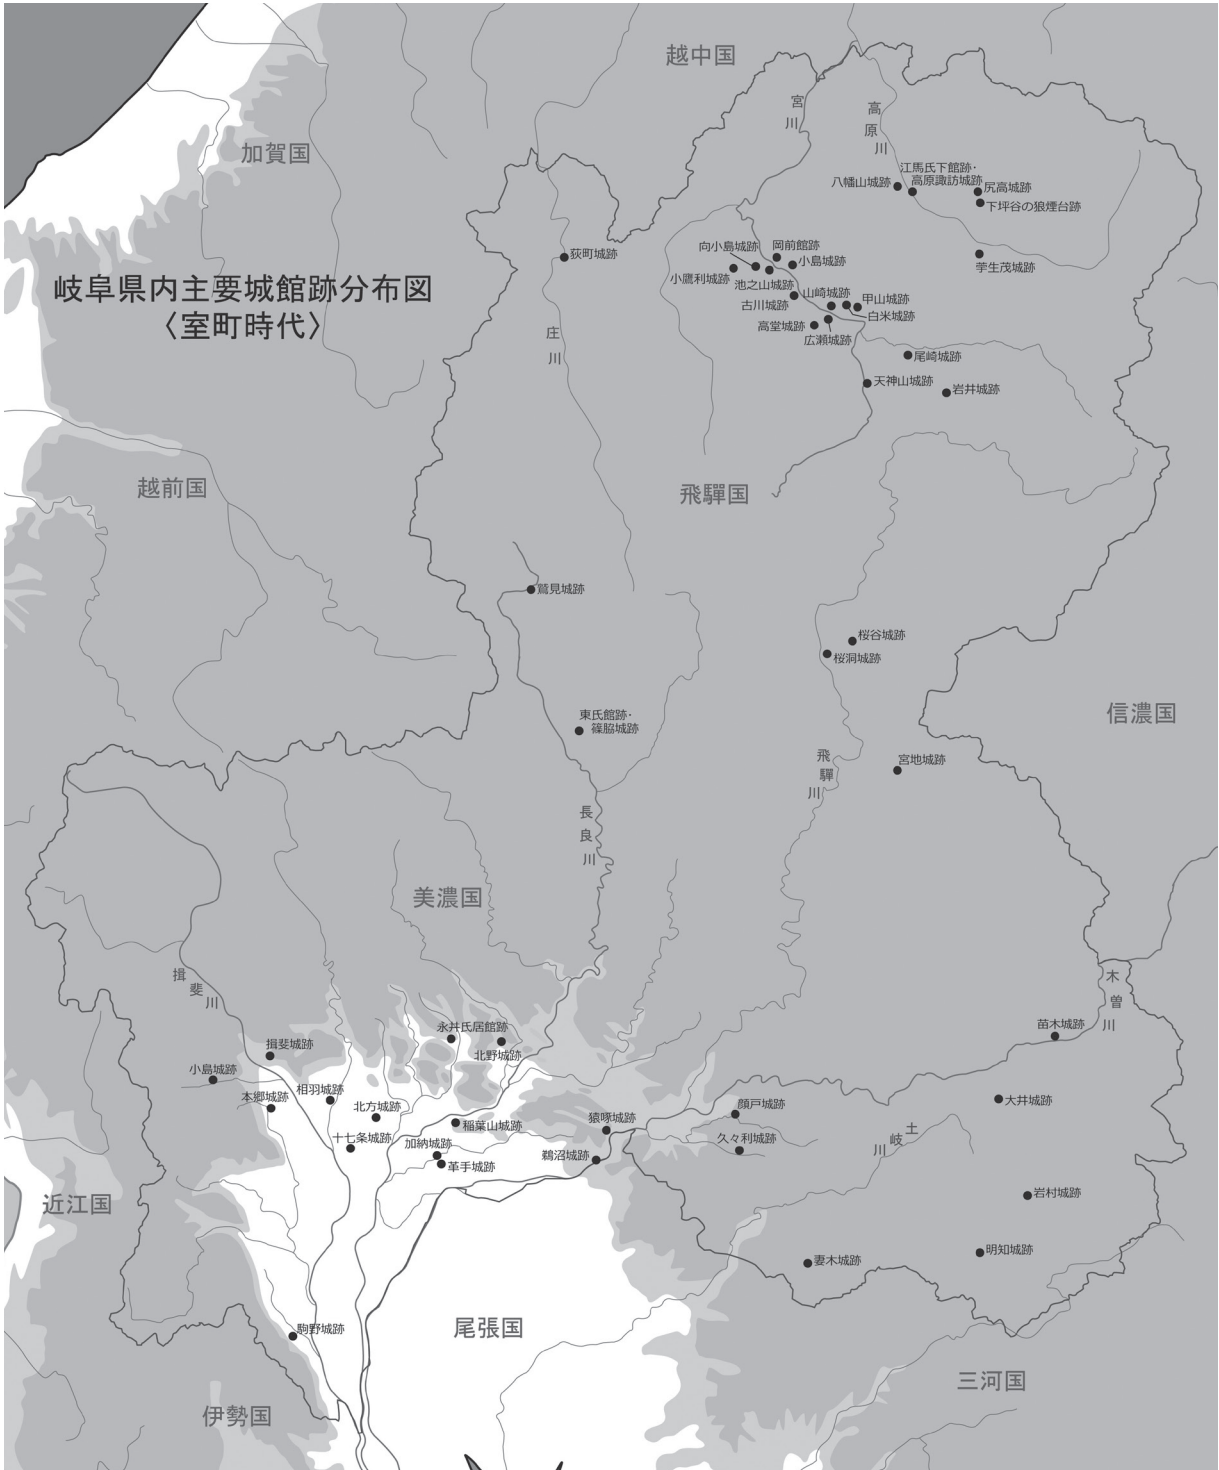 越中国
宮川
高原川
加賀国
江馬氏下館跡・
高原諏訪城跡
八幡山城跡
尻高城跡
下坪谷の狼煙台跡
荻町城跡
向小島城跡
岡前館跡
小島城跡
小鷹利城跡
池之山城跡
莇生茂城跡
岐阜県内主要城館跡分布図
〈室町時代〉
古川城跡
山崎城跡
甲山城跡
白米城跡
高堂城跡
広瀬城跡
庄川
尾崎城跡
天神山城跡
岩井城跡
越前国
飛驒国
鷲見城跡
桜谷城跡
桜洞城跡
東氏館跡・
篠脇城跡
信濃国
飛驒川
宮地城跡
長良川
美濃国
揖斐川
木曽川
永井氏居館跡
苗木城跡
揖斐城跡
北野城跡
小島城跡
相羽城跡
本郷城跡
北方城跡
顔戸城跡
大井城跡
稲葉山城跡
猿啄城跡
十七条城跡
加納城跡
久々利城跡
土岐川
鵜沼城跡
革手城跡
近江国
岩村城跡
妻木城跡
明知城跡
駒野城跡
尾張国
三河国
伊勢国